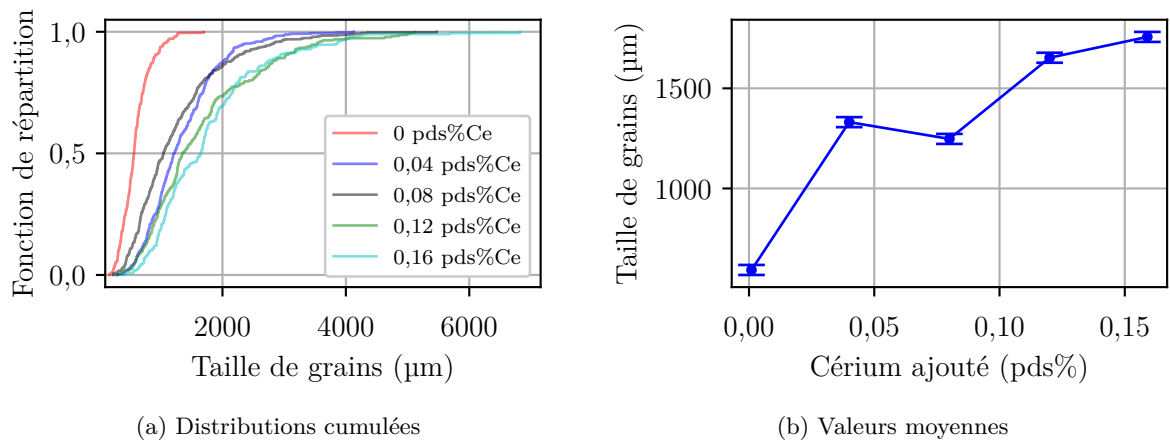 Fonction de répartition
1,0
0,5
0,0
0 pds%Ce
0,04 pds%Ce
0,08 pds%Ce
0,12 pds%Ce
0,16 pds%Ce
2000 4000 6000
Taille de grains (µm)
(a) Distributions cumulées
Taille de grains (µm)
1500
1000
0,00 0,05 0,10 0,15
Cérium ajouté (pds%)
(b) Valeurs moyennes